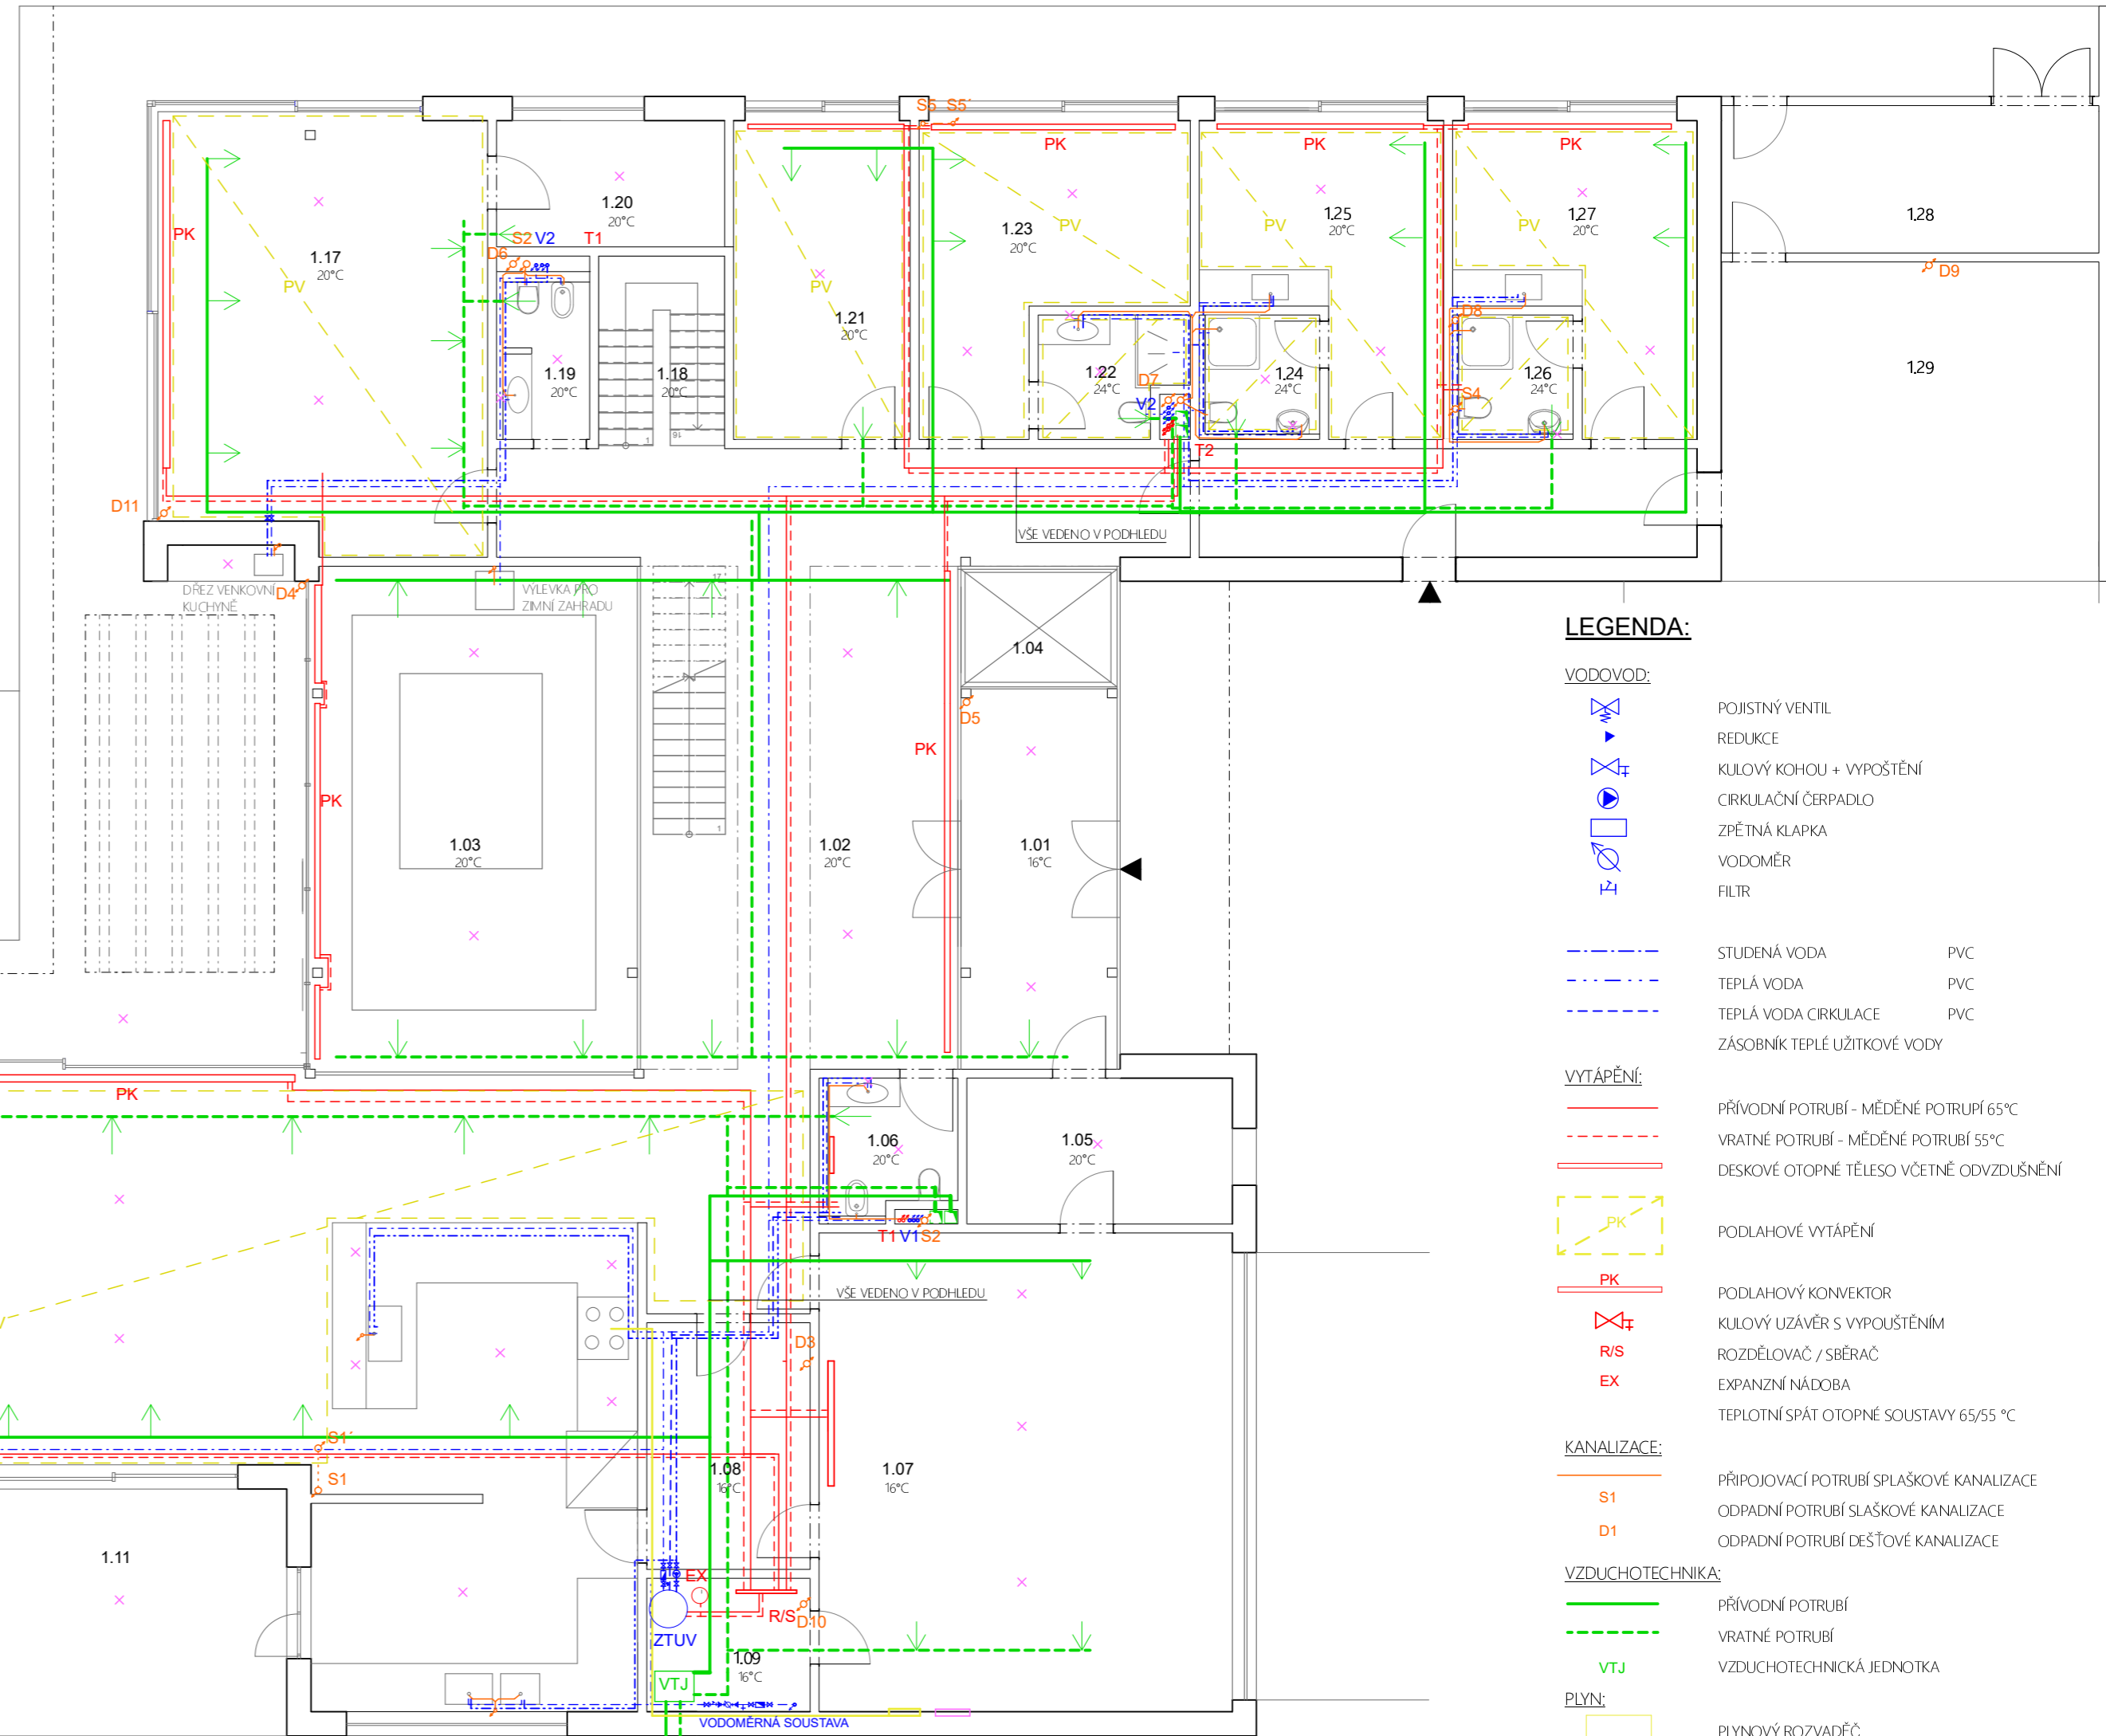 S5 S5´
PK
PK
PK
1.20
20°C
1.23
20°C
PV
1.25
20°C
PV
1.27
20°C
PV
1.28
PK
S2 V2
T1
D6
1.17
20°C
PV
D9
PV
1.21
20°C
D8
1.19
20°C
1.18
20°C
1.22
24°C
D7
V2
1.24
24°C
1.26
24°C
S4
1.29
1
16
T2
D11
VŠE VEDENO V PODHLEDU
DŘEZ VENKOVNÍ
KUCHYNĚ
D4
VÝLEVKA PRO
ZIMNÍ ZAHRADU
17
1.04
D5
PK
PK
1.03
20°C
1
1.02
20°C
1.01
16°C
PK
1.06
20°C
1.05
20°C
T1 V1 S2
VŠE VEDENO V PODHLEDU
D3
S1´
S1
1.08
16°C
1.07
16°C
1.11
EX
R/S
D10
ZTUV
1.09
16°C
VTJ
VODOMĚRNÁ SOUSTAVA
LEGENDA:
VODOVOD:
POJISTNÝ VENTIL
REDUKCE
KULOVÝ KOHOU + VYPOŠTĚNÍ
CIRKULAČNÍ ČERPADLO
ZPĚTNÁ KLAPKA
VODOMĚR
FILTR
STUDENÁ VODA PVC
TEPLÁ VODA PVC
TEPLÁ VODA CIRKULACE PVC
ZÁSOBNÍK TEPLÉ UŽITKOVÉ VODY
VYTÁPĚNÍ:
PŘÍVODNÍ POTRUBÍ - MĚDĚNÉ POTRUPÍ 65°C
VRATNÉ POTRUBÍ - MĚDĚNÉ POTRUBÍ 55°C
DESKOVÉ OTOPNÉ TĚLESO VČETNĚ ODVZDUŠNĚNÍ
PK
PODLAHOVÉ VYTÁPĚNÍ
PK
PODLAHOVÝ KONVEKTOR
KULOVÝ UZÁVĚR S VYPOUŠTĚNÍM
R/S ROZDĚLOVAČ / SBĚRAČ
EX EXPANZNÍ NÁDOBA
TEPLOTNÍ SPÁT OTOPNÉ SOUSTAVY 65/55 °C
KANALIZACE:
PŘIPOJOVACÍ POTRUBÍ SPLAŠKOVÉ KANALIZACE
S1 ODPADNÍ POTRUBÍ SLAŠKOVÉ KANALIZACE
D1 ODPADNÍ POTRUBÍ DEŠŤOVÉ KANALIZACE
VZDUCHOTECHNIKA:
PŘÍVODNÍ POTRUBÍ
VRATNÉ POTRUBÍ
VTJ VZDUCHOTECHNICKÁ JEDNOTKA
PLYN:
PLYNOVÝ ROZVADĚČ